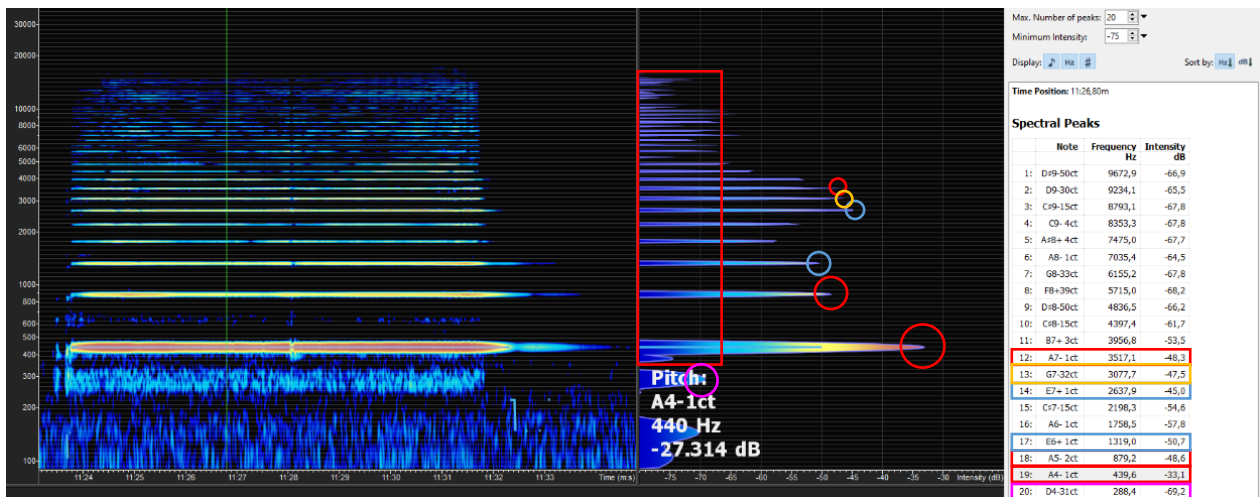 30000
20000
10000
8000
6000
5000
4000
3000
2000
1000
800
600
500
400
300
200
100
11:24 11:25 11:26 11:27 11:28 11:29 11:30 11:31 11:32 11:33 Time (m:s)
Pitch:
A4-1ct
440 Hz
-27.314 dB
-75 -70 -65 -60 -55 -50 -45 -40 -35 -30 Intensity (dB)
Max. Number of peaks: 20
Minimum Intensity: -75
Display: ♪ Hz # Sort by: Hz↓ dB↓
Time Position: 11:26,80m
Spectral Peaks
Note Frequency Hz Intensity dB
1: D♯9-50ct 9672,9 -66,9
2: D9-30ct 9234,1 -65,5
3: C♯9-15ct 8793,1 -67,8
4: C9- 4ct 8353,3 -67,8
5: A♯8+ 4ct 7475,0 -67,7
6: A8- 1ct 7035,4 -64,5
7: G8-33ct 6155,2 -67,8
8: F8+39ct 5715,0 -68,2
9: D♯8-50ct 4836,5 -66,2
10: C♯8-15ct 4397,4 -61,7
11: B7+ 3ct 3956,8 -53,5
12: A7- 1ct 3517,1 -48,3
13: G7-32ct 3077,7 -47,5
14: E7+ 1ct 2637,9 -45,0
15: C♯7-15ct 2198,3 -54,6
16: A6- 1ct 1758,5 -57,8
17: E6+ 1ct 1319,0 -50,7
18: A5- 2ct 879,2 -48,6
19: A4- 1ct 439,6 -33,1
20: D4-31ct 288,4 -69,2